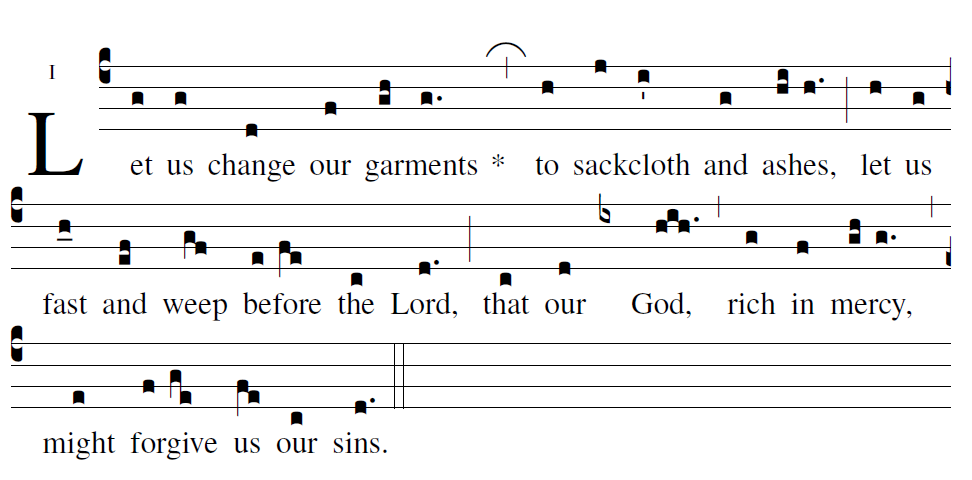 I
Let us change our garments * to sackcloth and ashes, let us
fast and weep before the Lord, that our God, rich in mercy,
might forgive us our sins.